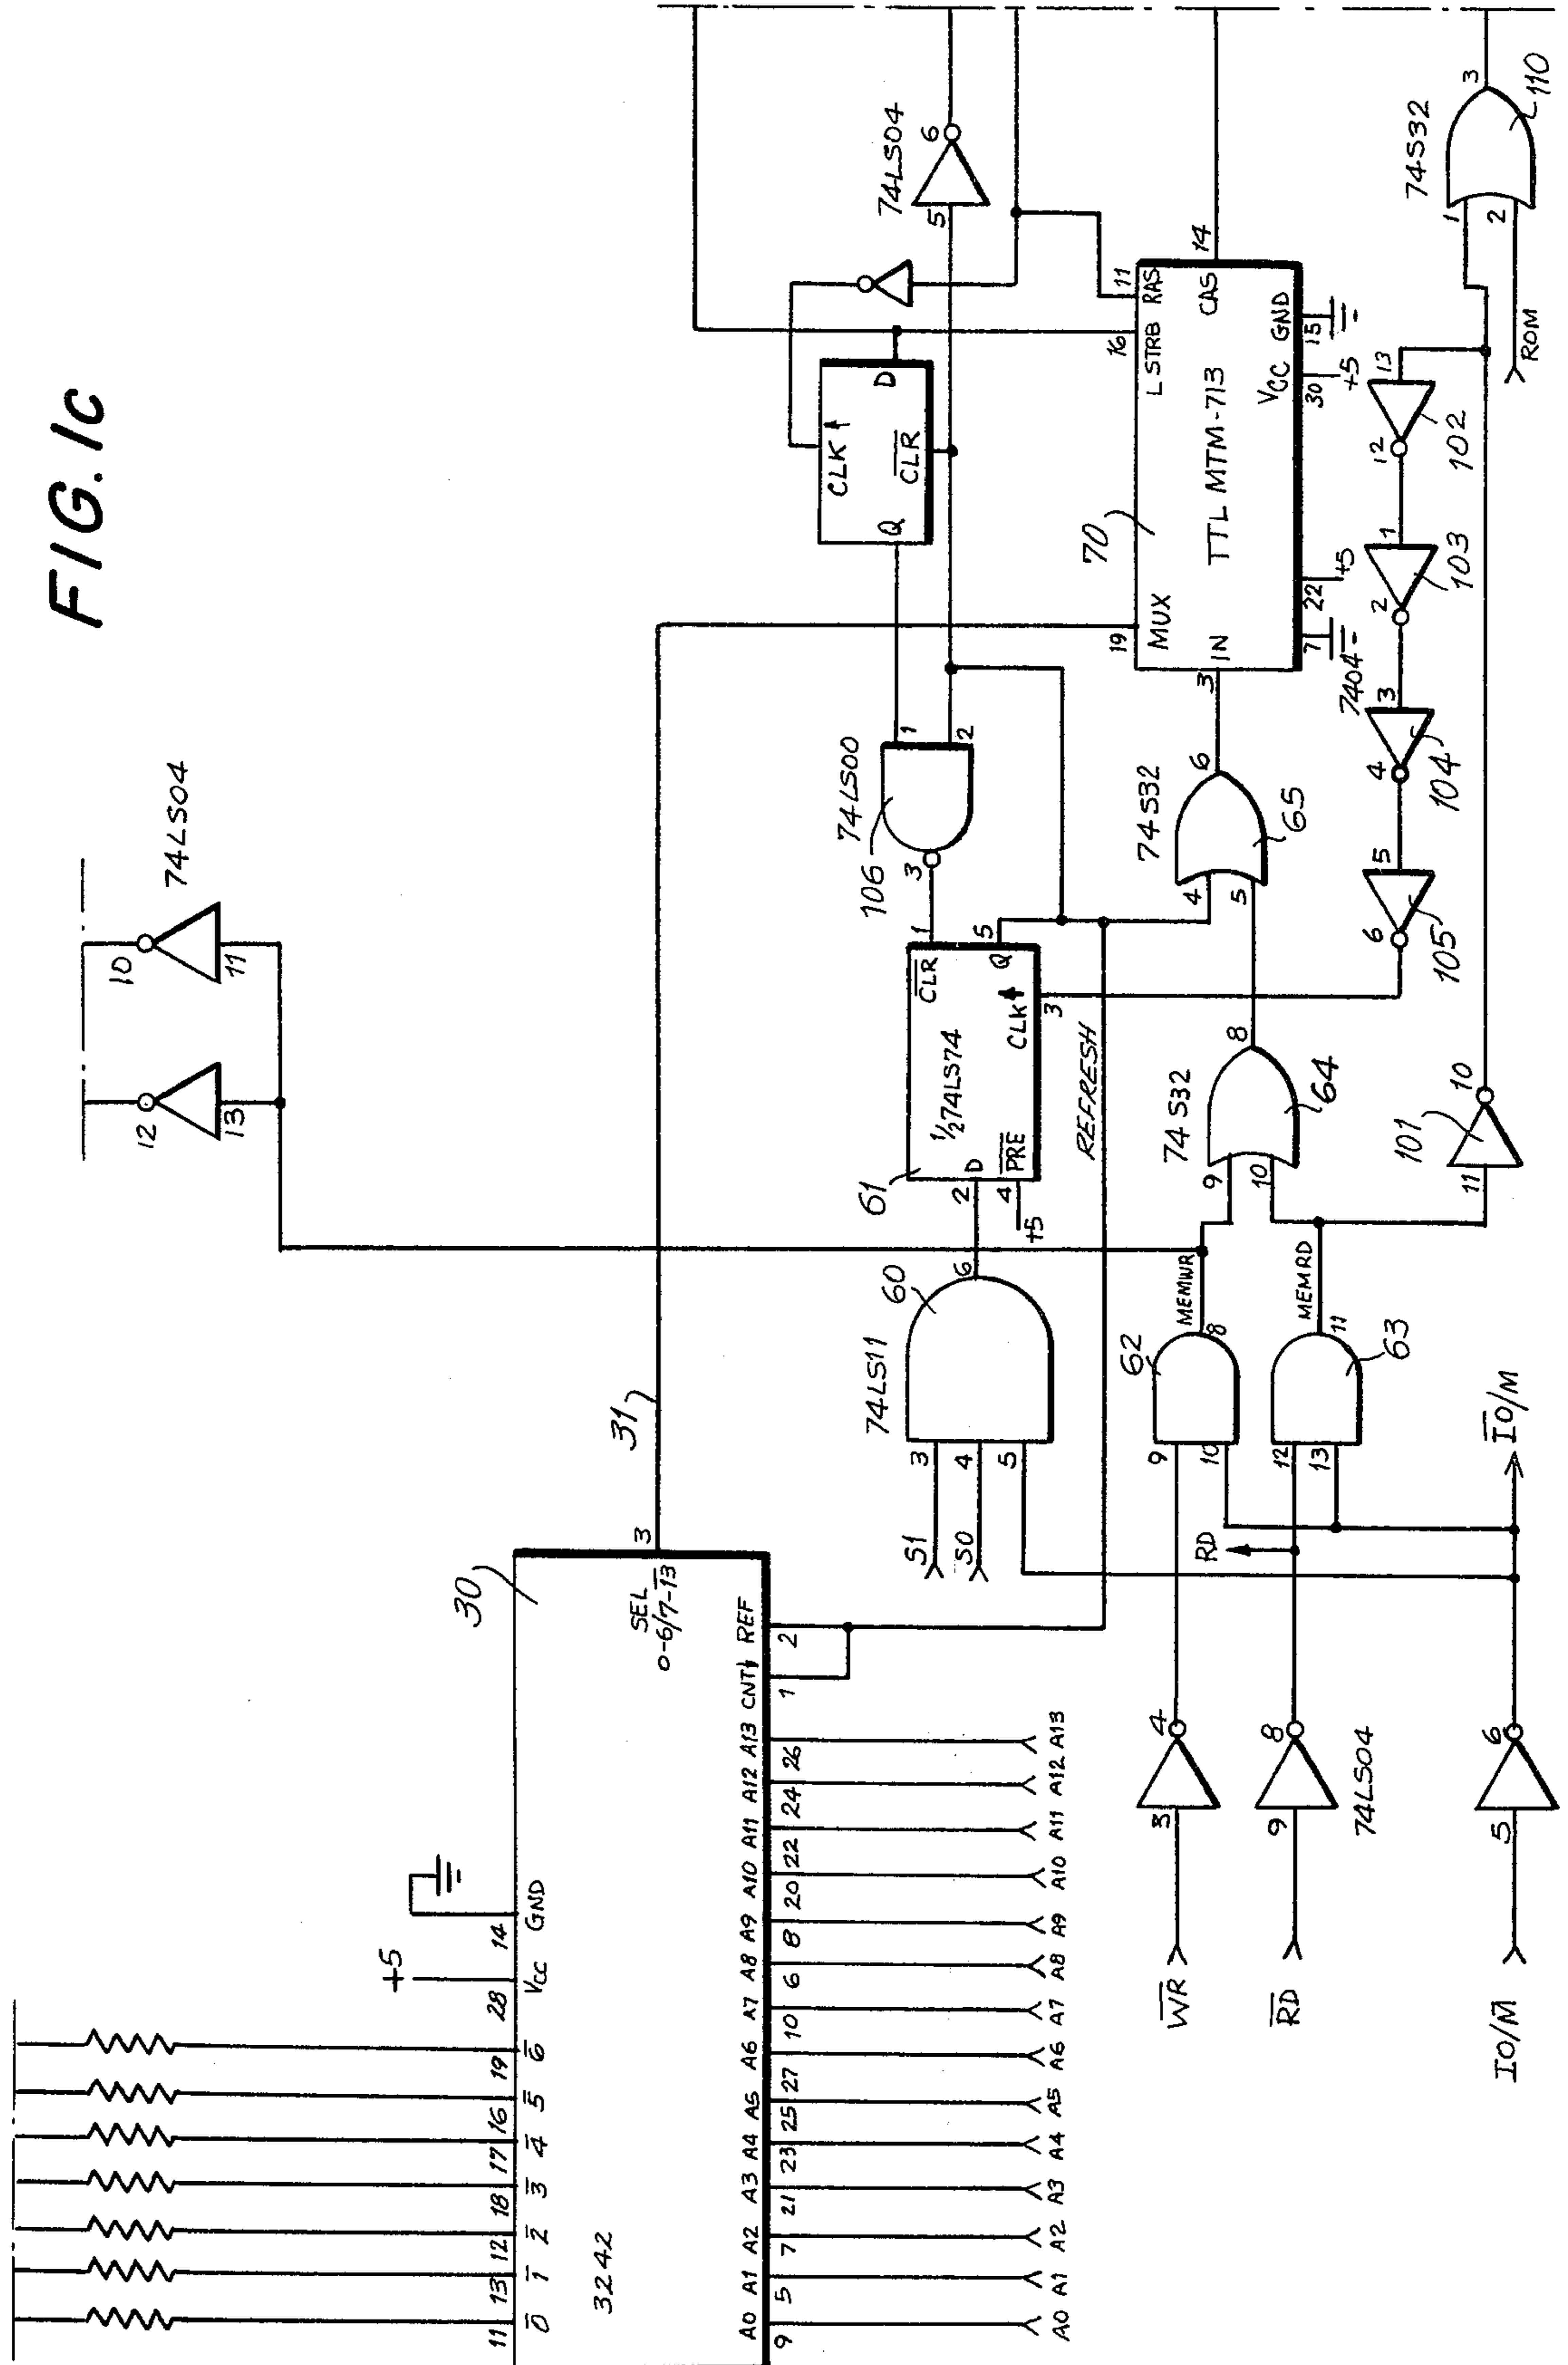 FIG. 1c
74LS04
12
13
10
11
11
13
12
18
17
16
19
28
14
+5
0̅
1̅
2̅
3̅
4̅
5̅
6̅
VCC
GND
3242
30
SEL
0-6/7-1̅3̅
3
31
A0
A1
A2
A3
A4
A5
A6
A7
A8
A9
A10
A11
A12
A13
CNT
REF
9
5
7
21
23
25
27
10
6
8
20
22
24
26
1
2
A0
A1
A2
A3
A4
A5
A6
A7
A8
A9
A10
A11
A12
A13
S1
S0
3
4
5
74LS11
60
6
61
2
D
4
P̅R̅E̅
+5
1/2 74LS74
C̅L̅R̅
1
Q
5
CLK
3
REFRESH
106
74LS00
3
1
2
Q
CLK
C̅L̅R̅
D
74LS04
5
6
W̅R̅
3
4
R̅D̅
9
8
74LS04
IO/M̅
5
6
I̅O̅/M
RD
9
10
62
8
MEMWR
12
13
63
11
MEMRD
74S32
9
10
8
64
74S32
4
5
6
65
70
TTL MTM-713
3
IN
19
MUX
16
LSTRB
11
RAS
14
CAS
7
22
+5
VCC
30
+5
GND
15
11
101
10
7404
13
12
102
1
2
103
3
4
104
5
6
105
74S32
1
2
3
110
ROM